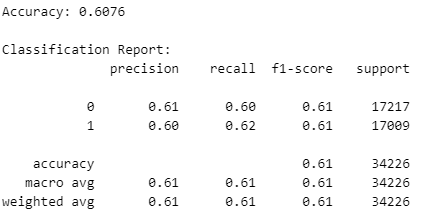 Accuracy: 0.6076
Classification Report:
precision recall f1-score support
0 0.61 0.60 0.61 17217
1 0.60 0.62 0.61 17009
accuracy 0.61 34226
macro avg 0.61 0.61 0.61 34226
weighted avg 0.61 0.61 0.61 34226